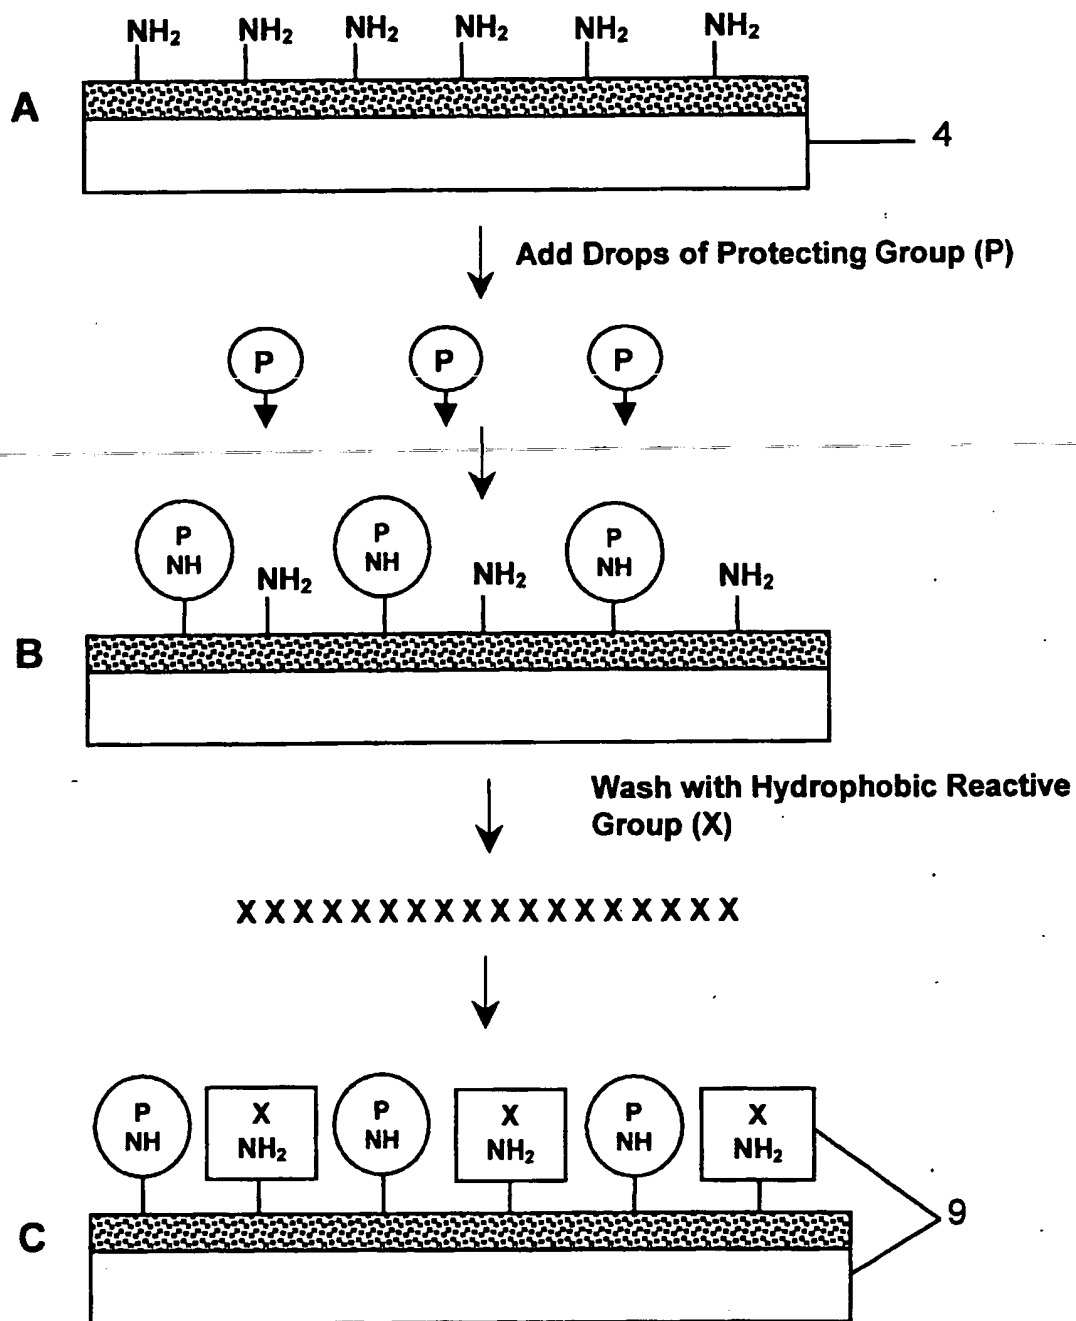 NH₂ NH₂ NH₂ NH₂ NH₂ NH₂
A
4
Add Drops of Protecting Group (P)
P P P
P P P
NH NH₂ NH NH₂ NH NH₂
B
Wash with Hydrophobic Reactive
Group (X)
X X X X X X X X X X X X X X X X X X
P X P X P X
NH NH₂ NH NH₂ NH NH₂
9
C